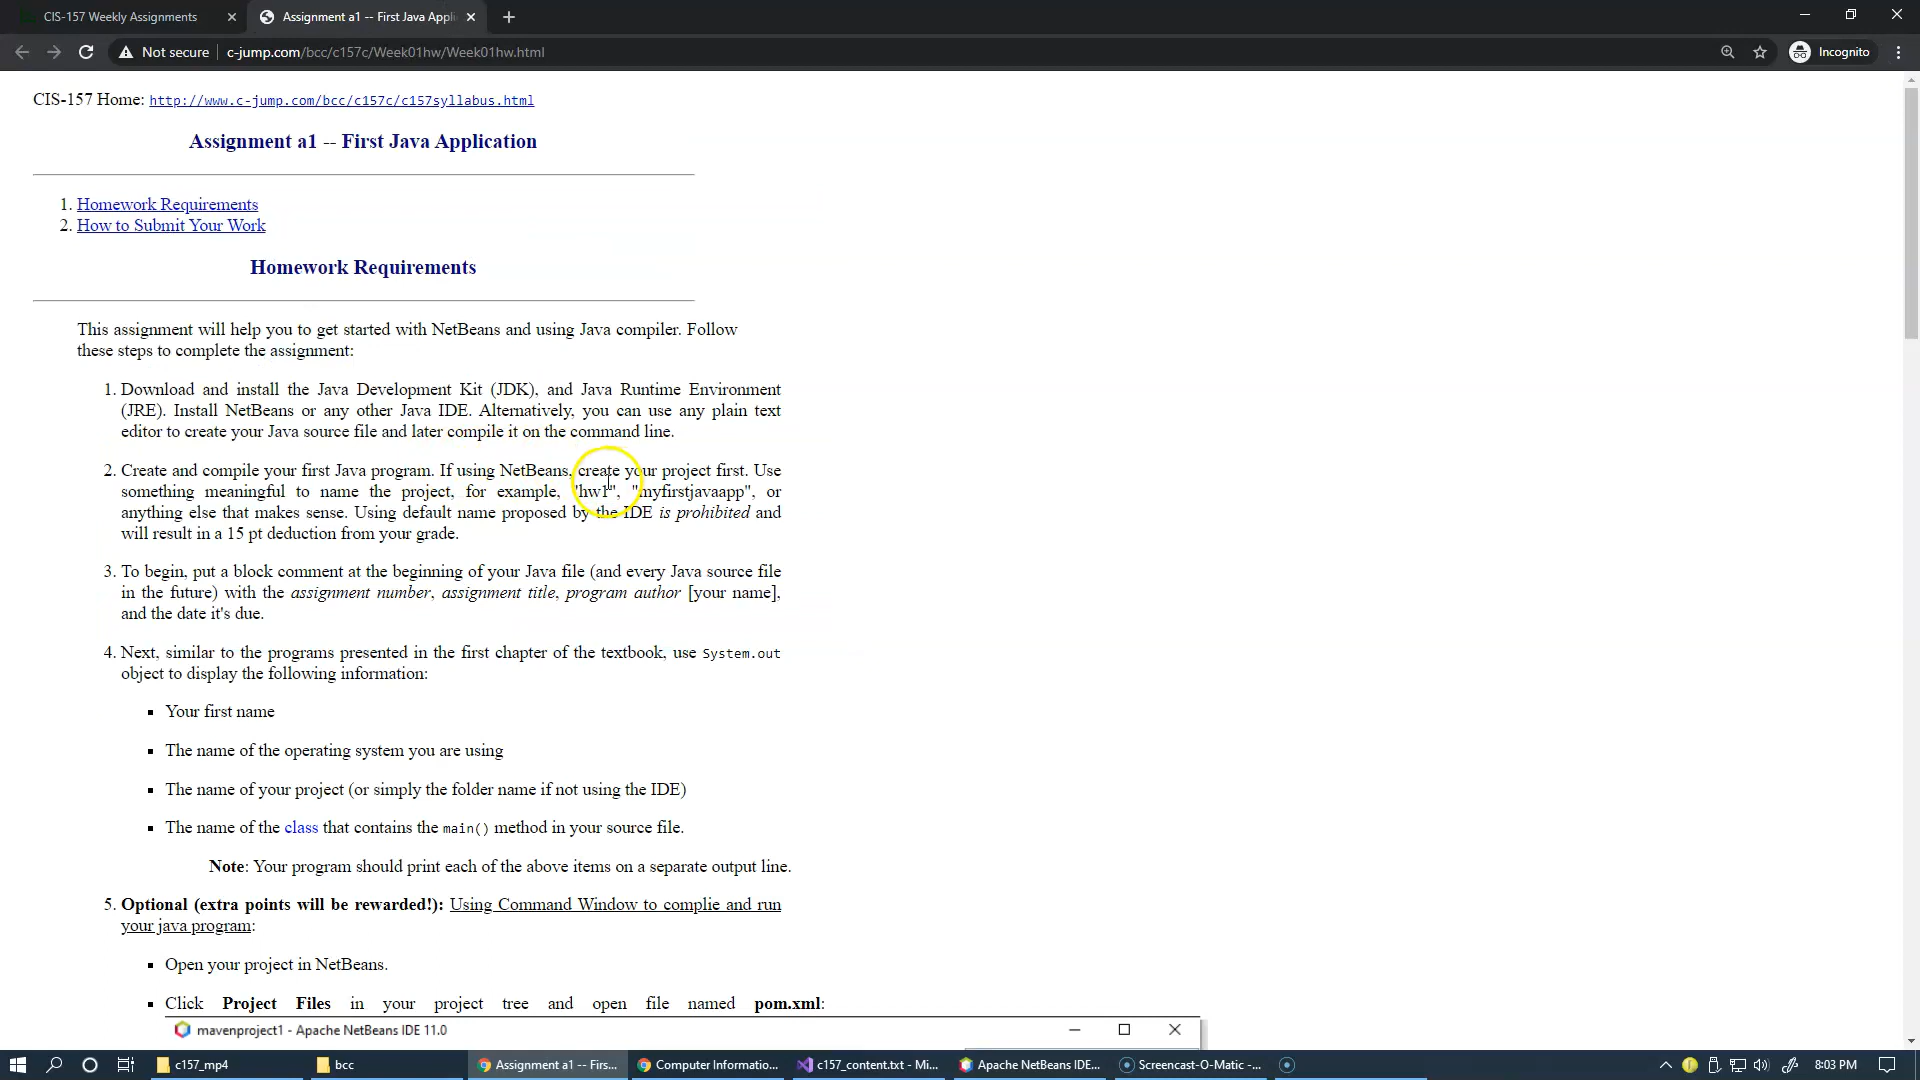 CIS-157 Weekly Assignments
Assignment a1 -- First Java Appli
Not secure
c-jump.com/bcc/c157c/Week01hw/Week01hw.html
Incognito
CIS-157 Home: http://www.c-jump.com/bcc/c157c/c157syllabus.html
Assignment a1 -- First Java Application
1. Homework Requirements
2. How to Submit Your Work
Homework Requirements
This assignment will help you to get started with NetBeans and using Java compiler. Follow
these steps to complete the assignment:
1. Download and install the Java Development Kit (JDK), and Java Runtime Environment
(JRE). Install NetBeans or any other Java IDE. Alternatively, you can use any plain text
editor to create your Java source file and later compile it on the command line.
2. Create and compile your first Java program. If using NetBeans, create your project first. Use
something meaningful to name the project, for example, "hw1", "myfirstjavaapp", or
anything else that makes sense. Using default name proposed by the IDE is prohibited and
will result in a 15 pt deduction from your grade.
3. To begin, put a block comment at the beginning of your Java file (and every Java source file
in the future) with the assignment number, assignment title, program author [your name],
and the date it's due.
4. Next, similar to the programs presented in the first chapter of the textbook, use System.out
object to display the following information:
▪ Your first name
▪ The name of the operating system you are using
▪ The name of your project (or simply the folder name if not using the IDE)
▪ The name of the class that contains the main() method in your source file.
Note: Your program should print each of the above items on a separate output line.
5. Optional (extra points will be rewarded!): Using Command Window to complie and run
your java program:
▪ Open your project in NetBeans.
▪ Click Project Files in your project tree and open file named pom.xml:
mavenproject1 - Apache NetBeans IDE 11.0
c157_mp4
bcc
Assignment a1 -- Firs...
Computer Informatio...
c157_content.txt - Mi...
Apache NetBeans IDE...
Screencast-O-Matic -...
8:03 PM